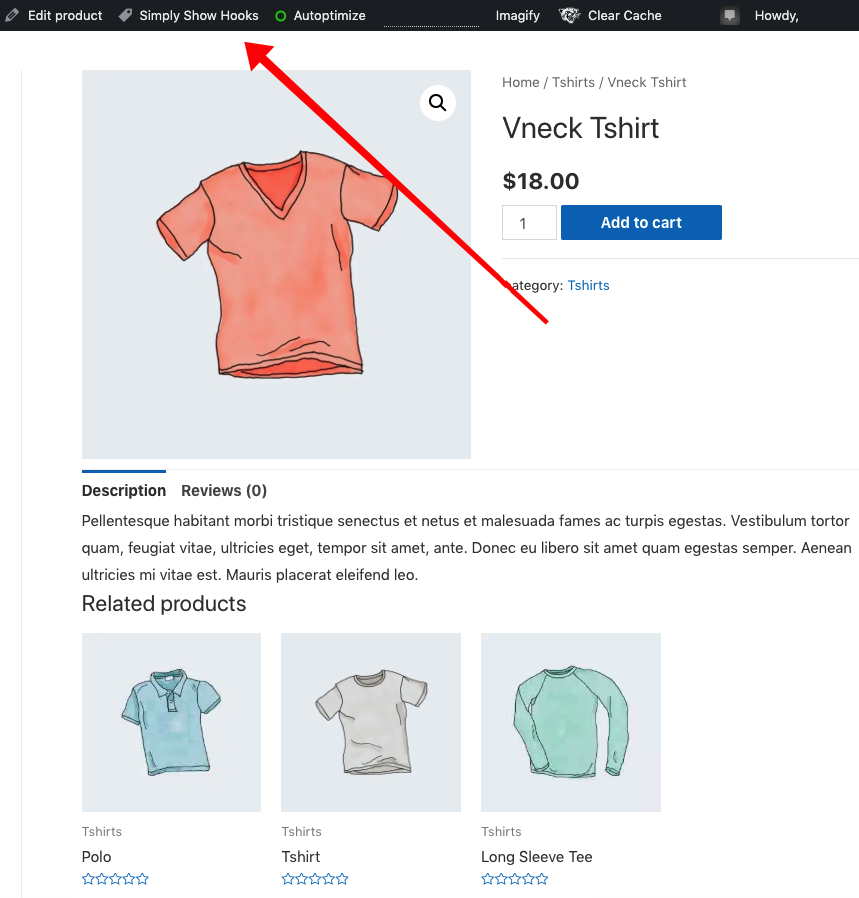 Edit product Simply Show Hooks Autoptimize Imagify Clear Cache Howdy,
Home / Tshirts / Vneck Tshirt
Vneck Tshirt
$18.00
1 Add to cart
Category: Tshirts
Description Reviews (0)
Pellentesque habitant morbi tristique senectus et netus et malesuada fames ac turpis egestas. Vestibulum tortor
quam, feugiat vitae, ultricies eget, tempor sit amet, ante. Donec eu libero sit amet quam egestas semper. Aenean
ultricies mi vitae est. Mauris placerat eleifend leo.
Related products
Tshirts Tshirts Tshirts
Polo Tshirt Long Sleeve Tee